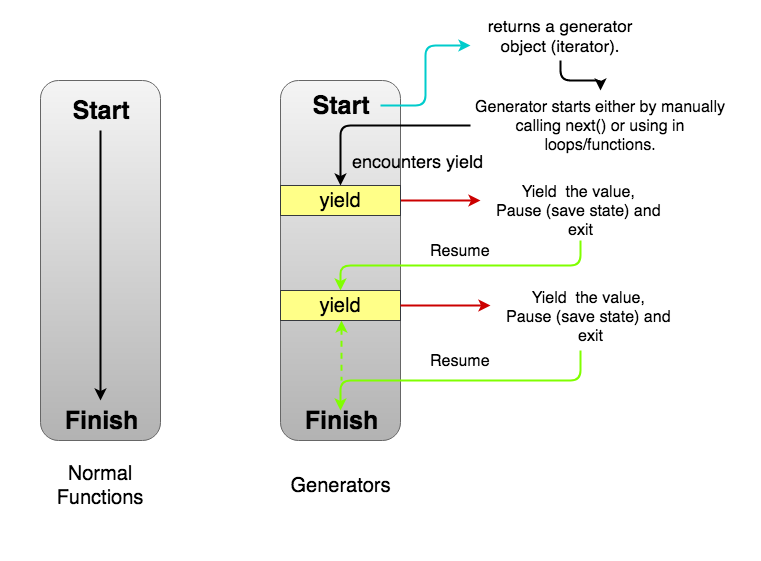 Start
Finish
Normal
Functions
returns a generator
object (iterator).
Start
Generator starts either by manually
calling next() or using in
loops/functions.
encounters yield
yield
Yield the value,
Pause (save state) and
exit
Resume
yield
Yield the value,
Pause (save state) and
exit
Resume
Finish
Generators